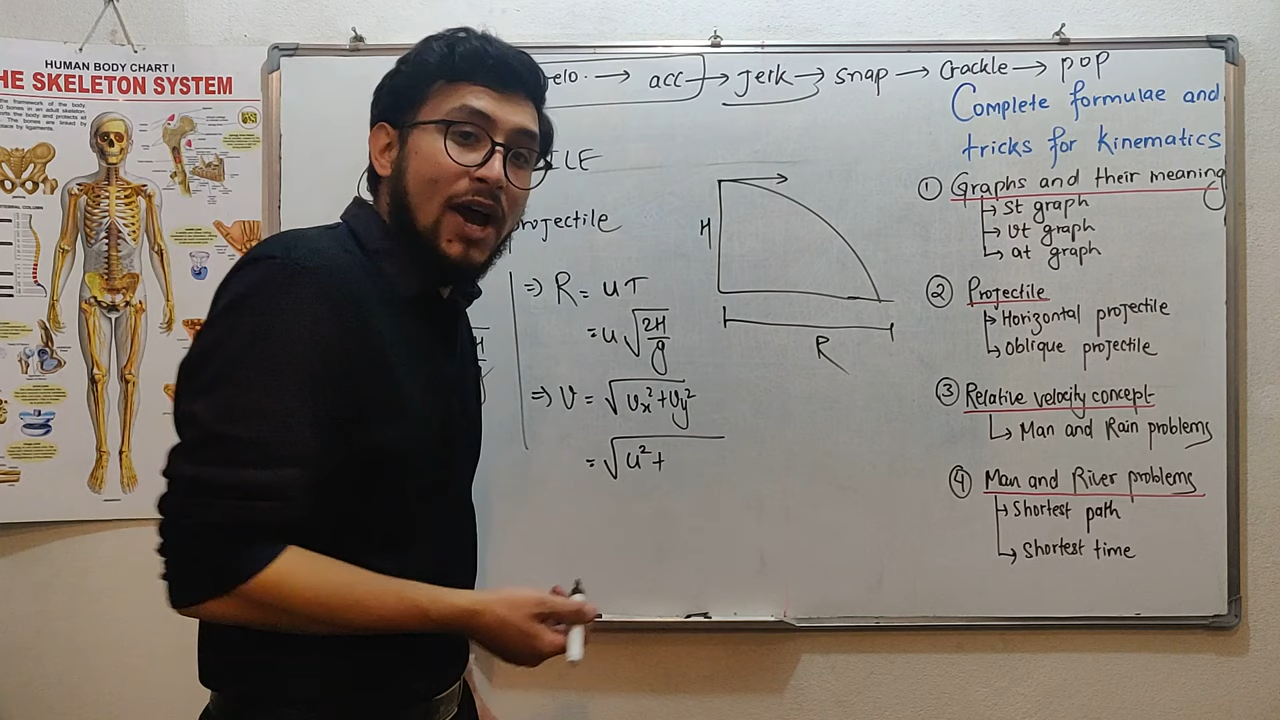 HUMAN BODY CHART I
HE SKELETON SYSTEM
elo. → acc → Jerk → Snap → Crackle → pop
Complete formulae and
tricks for kinematics
LE
projectile
H
R
⇒ R = uT
= u√(2H/g)
⇒ v = √(vx²+vy²)
= √(u²+
① Graphs and their meaning
→ St graph
→ vt graph
→ at graph
② Projectile
→ Horizontal projectile
→ Oblique projectile
③ Relative velocity concept
→ Man and Rain problems
④ Man and River problems
→ Shortest path
→ Shortest time